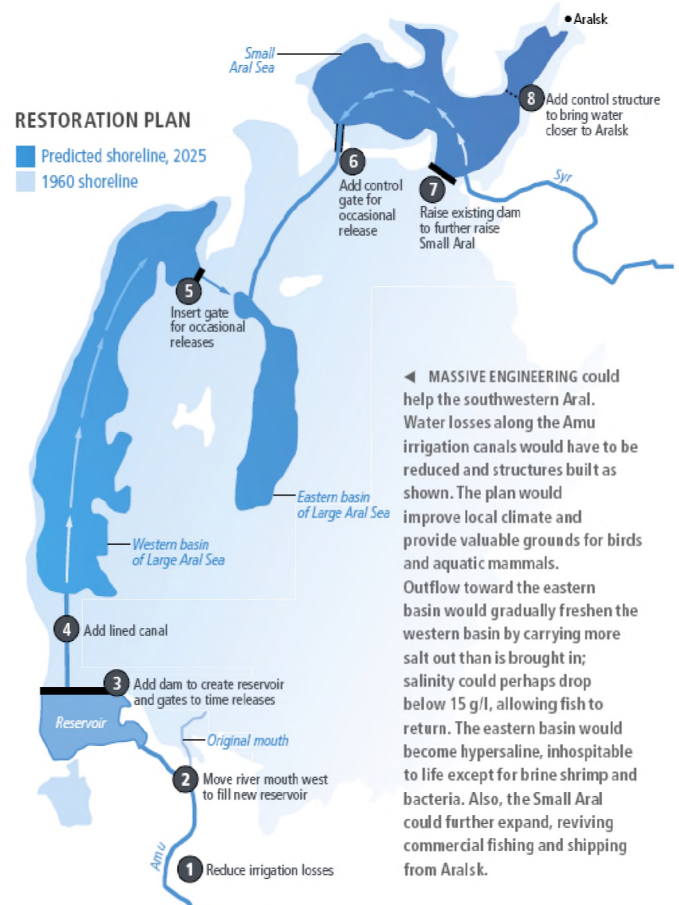 Aralsk
Small
Aral Sea
RESTORATION PLAN
Predicted shoreline, 2025
1960 shoreline
8 Add control structure
to bring water
closer to Aralsk
6
Add control
gate for
occasional
release
7
Raise existing dam
to further raise
Small Aral
Syr
5
Insert gate
for occasional
releases
◄ MASSIVE ENGINEERING could
help the southwestern Aral.
Water losses along the Amu
irrigation canals would have to be
reduced and structures built as
shown. The plan would
improve local climate and
provide valuable grounds for birds
and aquatic mammals.
Outflow toward the eastern
basin would gradually freshen the
western basin by carrying more
salt out than is brought in;
salinity could perhaps drop
below 15 g/l, allowing fish to
return. The eastern basin would
become hypersaline, inhospitable
to life except for brine shrimp and
bacteria. Also, the Small Aral
could further expand, reviving
commercial fishing and shipping
from Aralsk.
Eastern basin
of Large Aral Sea
Western basin
of Large Aral Sea
4 Add lined canal
3 Add dam to create reservoir
and gates to time releases
Reservoir
Original mouth
2 Move river mouth west
to fill new reservoir
Amu
1 Reduce irrigation losses